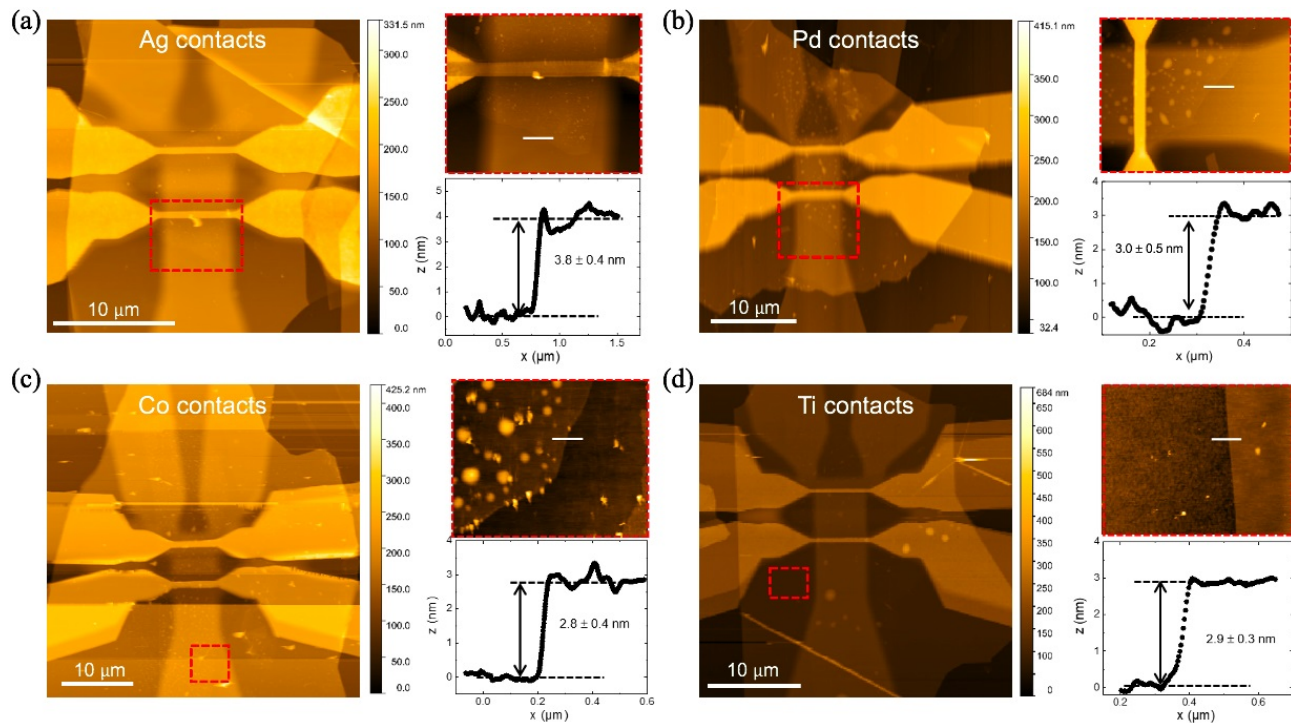 (a)
Ag contacts
10 µm
331.5 nm
300.0
250.0
200.0
150.0
100.0
50.0
0.0
z (nm)
5
4
3
2
1
0
3.8 ± 0.4 nm
0.0
0.5
1.0
1.5
x (µm)
(b)
Pd contacts
10 µm
415.1 nm
350.0
300.0
250.0
200.0
150.0
100.0
32.4
z (nm)
4
3
2
1
0
3.0 ± 0.5 nm
0.2
0.4
x (µm)
(c)
Co contacts
10 µm
425.2 nm
400.0
350.0
300.0
250.0
200.0
150.0
100.0
50.0
0.0
z (nm)
4
3
2
1
0
2.8 ± 0.4 nm
0.0
0.2
0.4
0.6
x (µm)
(d)
Ti contacts
10 µm
684 nm
650
600
550
500
450
400
350
300
250
200
150
100
50
0
z (nm)
4
3
2
1
0
2.9 ± 0.3 nm
0.2
0.4
0.6
x (µm)